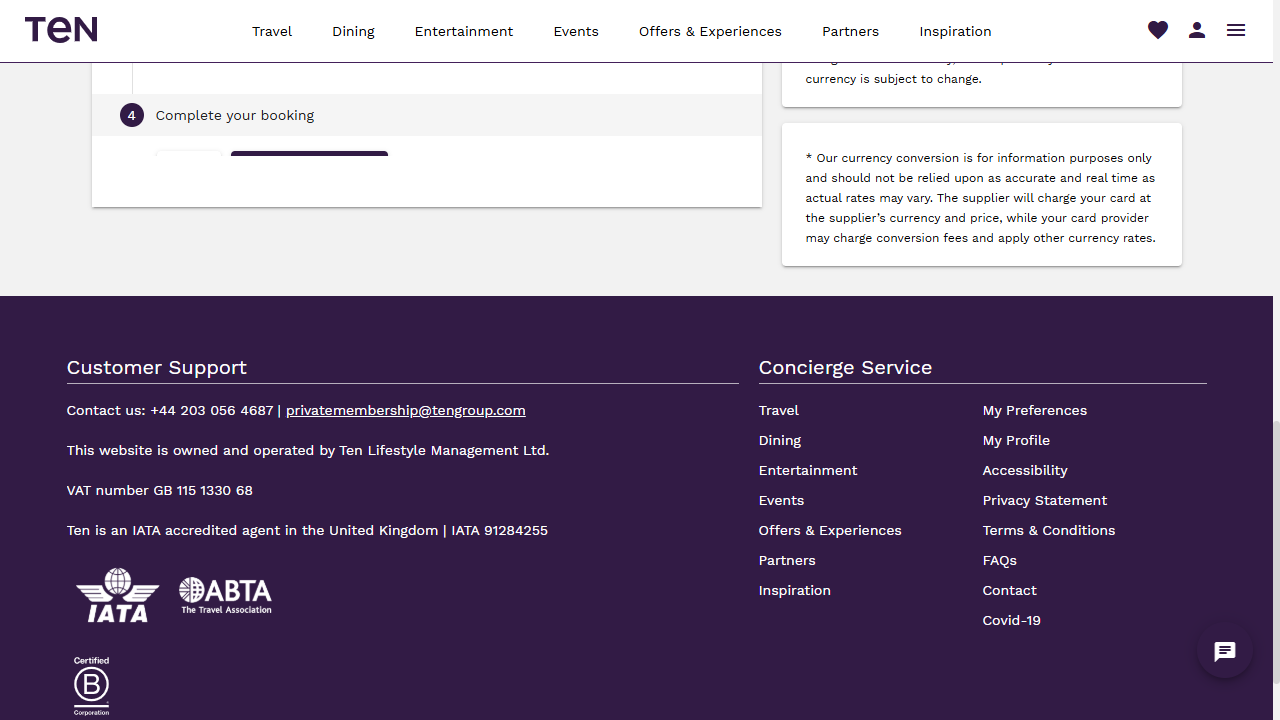 TEN
Travel
Dining
Entertainment
Events
Offers & Experiences
Partners
Inspiration
4 Complete your booking
currency is subject to change.
* Our currency conversion is for information purposes only
and should not be relied upon as accurate and real time as
actual rates may vary. The supplier will charge your card at
the supplier's currency and price, while your card provider
may charge conversion fees and apply other currency rates.
Customer Support
Contact us: +44 203 056 4687 | privatemembership@tengroup.com
This website is owned and operated by Ten Lifestyle Management Ltd.
VAT number GB 115 1330 68
Ten is an IATA accredited agent in the United Kingdom | IATA 91284255
IATA
ABTA
The Travel Association
Certified
B
Corporation
Concierge Service
Travel
Dining
Entertainment
Events
Offers & Experiences
Partners
Inspiration
My Preferences
My Profile
Accessibility
Privacy Statement
Terms & Conditions
FAQs
Contact
Covid-19